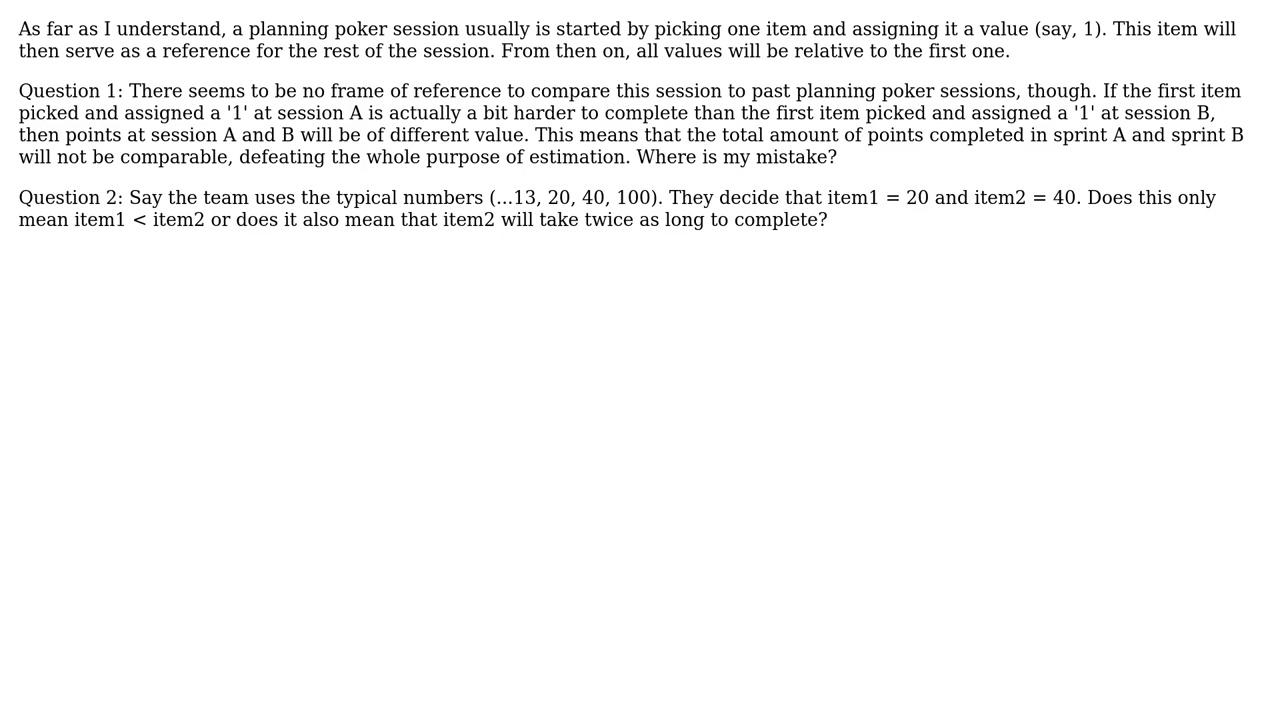 As far as I understand, a planning poker session usually is started by picking one item and assigning it a value (say, 1). This item will
then serve as a reference for the rest of the session. From then on, all values will be relative to the first one.
Question 1: There seems to be no frame of reference to compare this session to past planning poker sessions, though. If the first item
picked and assigned a '1' at session A is actually a bit harder to complete than the first item picked and assigned a '1' at session B,
then points at session A and B will be of different value. This means that the total amount of points completed in sprint A and sprint B
will not be comparable, defeating the whole purpose of estimation. Where is my mistake?
Question 2: Say the team uses the typical numbers (...13, 20, 40, 100). They decide that item1 = 20 and item2 = 40. Does this only
mean item1 < item2 or does it also mean that item2 will take twice as long to complete?